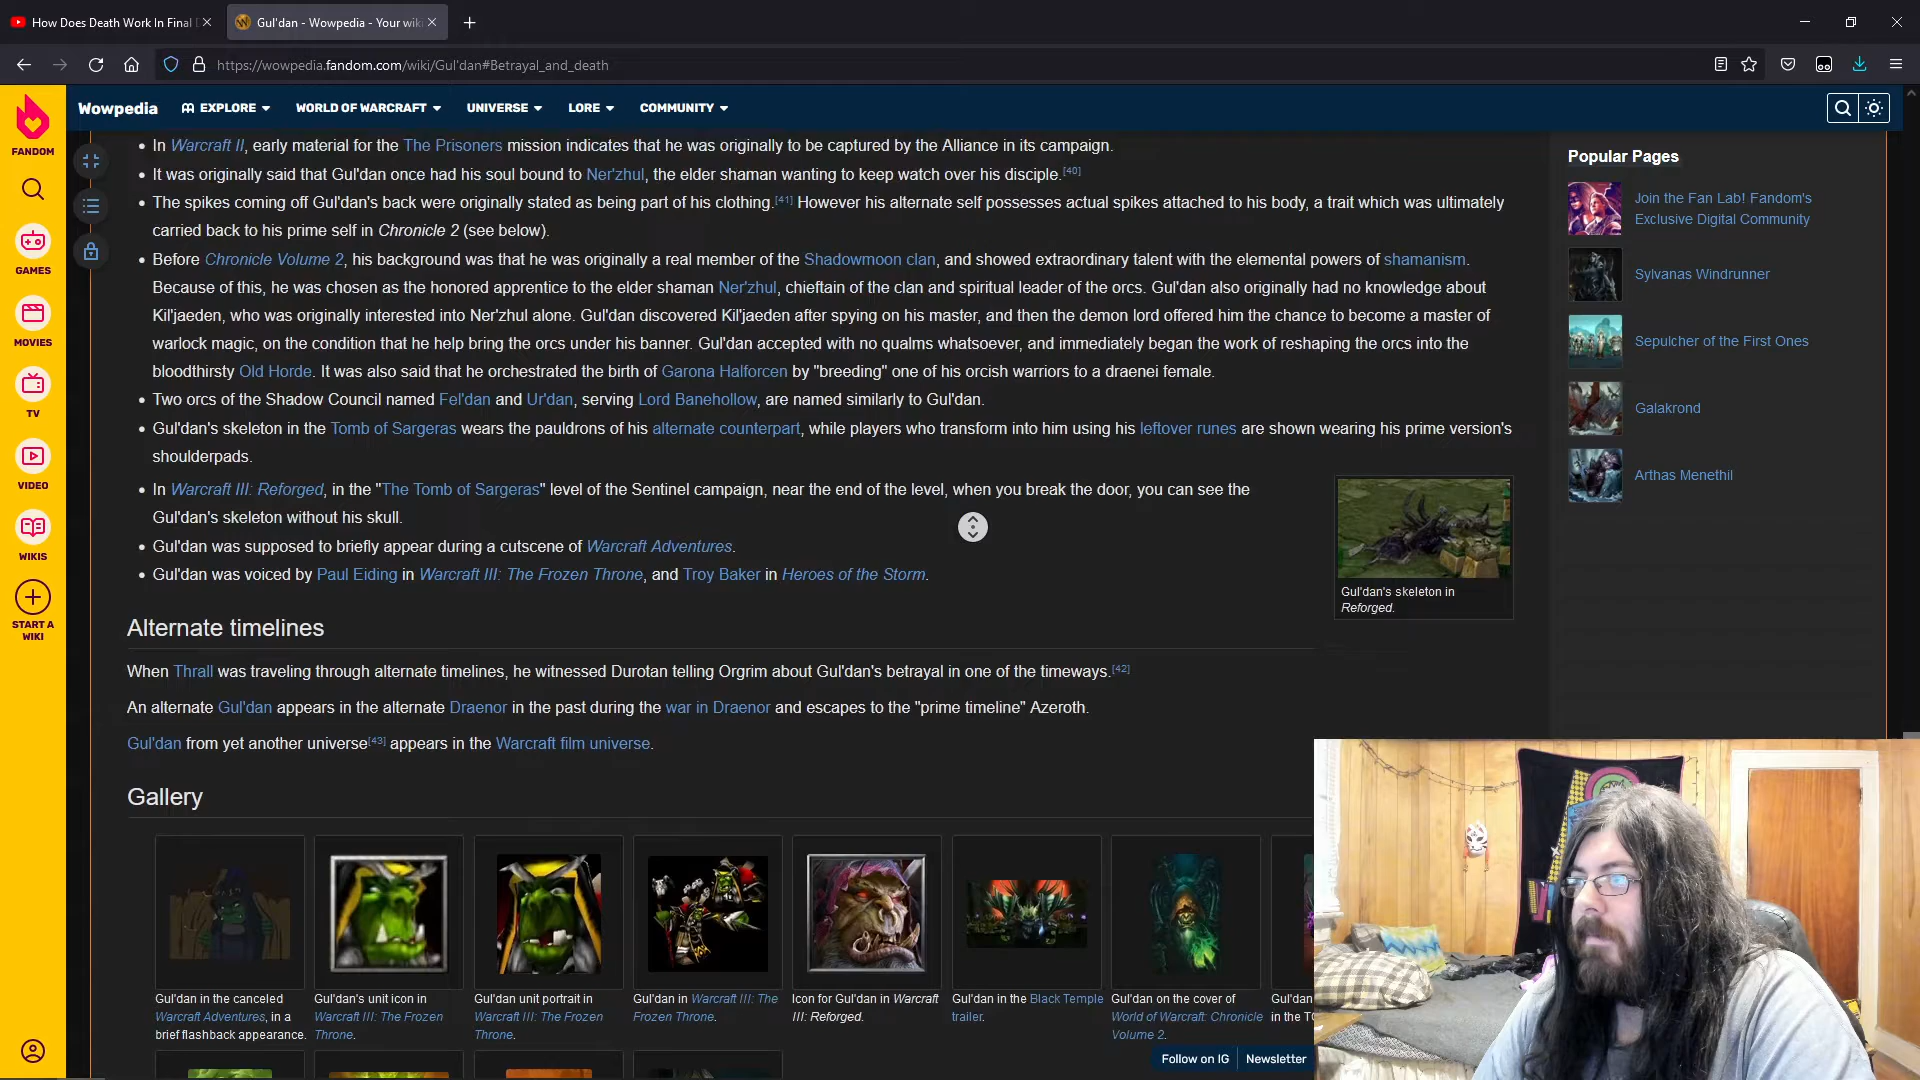 How Does Death Work In Final
Gul'dan - Wowpedia - Your wiki
https://wowpedia.fandom.com/wiki/Gul'dan#Betrayal_and_death
Wowpedia
EXPLORE
WORLD OF WARCRAFT
UNIVERSE
LORE
COMMUNITY
FANDOM
GAMES
MOVIES
TV
VIDEO
WIKIS
START A
WIKI
In Warcraft II, early material for the The Prisoners mission indicates that he was originally to be captured by the Alliance in its campaign.
It was originally said that Gul'dan once had his soul bound to Ner'zhul, the elder shaman wanting to keep watch over his disciple.[40]
The spikes coming off Gul'dan's back were originally stated as being part of his clothing.[41] However his alternate self possesses actual spikes attached to his body, a trait which was ultimately
carried back to his prime self in Chronicle 2 (see below).
Before Chronicle Volume 2, his background was that he was originally a real member of the Shadowmoon clan, and showed extraordinary talent with the elemental powers of shamanism.
Because of this, he was chosen as the honored apprentice to the elder shaman Ner'zhul, chieftain of the clan and spiritual leader of the orcs. Gul'dan also originally had no knowledge about
Kil'jaeden, who was originally interested into Ner'zhul alone. Gul'dan discovered Kil'jaeden after spying on his master, and then the demon lord offered him the chance to become a master of
warlock magic, on the condition that he help bring the orcs under his banner. Gul'dan accepted with no qualms whatsoever, and immediately began the work of reshaping the orcs into the
bloodthirsty Old Horde. It was also said that he orchestrated the birth of Garona Halforcen by "breeding" one of his orcish warriors to a draenei female.
Two orcs of the Shadow Council named Fel'dan and Ur'dan, serving Lord Banehollow, are named similarly to Gul'dan.
Gul'dan's skeleton in the Tomb of Sargeras wears the pauldrons of his alternate counterpart, while players who transform into him using his leftover runes are shown wearing his prime version's
shoulderpads.
In Warcraft III: Reforged, in the "The Tomb of Sargeras" level of the Sentinel campaign, near the end of the level, when you break the door, you can see the
Gul'dan's skeleton without his skull.
Gul'dan was supposed to briefly appear during a cutscene of Warcraft Adventures.
Gul'dan was voiced by Paul Eiding in Warcraft III: The Frozen Throne, and Troy Baker in Heroes of the Storm.
Gul'dan's skeleton in
Reforged.
Alternate timelines
When Thrall was traveling through alternate timelines, he witnessed Durotan telling Orgrim about Gul'dan's betrayal in one of the timeways.[42]
An alternate Gul'dan appears in the alternate Draenor in the past during the war in Draenor and escapes to the "prime timeline" Azeroth.
Gul'dan from yet another universe[43] appears in the Warcraft film universe.
Gallery
Gul'dan in the canceled
Warcraft Adventures, in a
brief flashback appearance.
Gul'dan's unit icon in
Warcraft III: The Frozen
Throne.
Gul'dan unit portrait in
Warcraft III: The Frozen
Throne.
Gul'dan in Warcraft III: The
Frozen Throne.
Icon for Gul'dan in Warcraft
III: Reforged.
Gul'dan in the Black Temple
trailer.
Gul'dan on the cover of
World of Warcraft: Chronicle
Volume 2.
Gul'dan
in the
Follow on IG
Newsletter
Popular Pages
Join the Fan Lab! Fandom's
Exclusive Digital Community
Sylvanas Windrunner
Sepulcher of the First Ones
Galakrond
Arthas Menethil